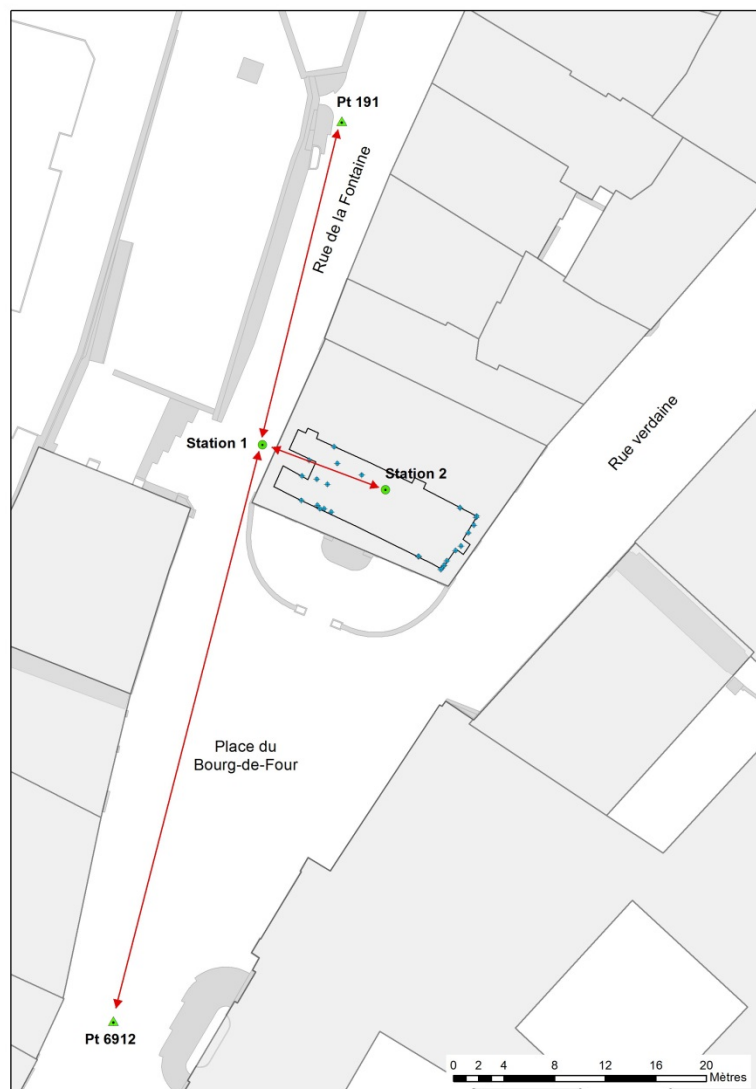 Pt 191
Rue de la Fontaine
Station 1
Station 2
Rue verdaine
Place du
Bourg-de-Four
Pt 6912
0 2 4 8 12 16 20
Mètres